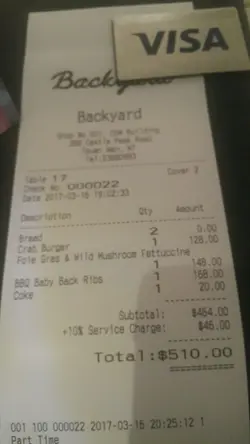 VISA
Backyard
Backyard
Table 17
Cover 2
Check No. 000022
Date 2017-03-16 19:02:33
Description Qty Amount
Bread 2 0.00
Crab Burger 1 128.00
Foie Gras & Wild Mushroom Fettuccine
1 148.00
BBQ Baby Back Ribs 1 168.00
Coke 1 20.00
Subtotal: $464.00
+10% Service Charge: $46.00
Total:$510.00
001 100 000022 2017-03-16 20:25:12 1
Part Time